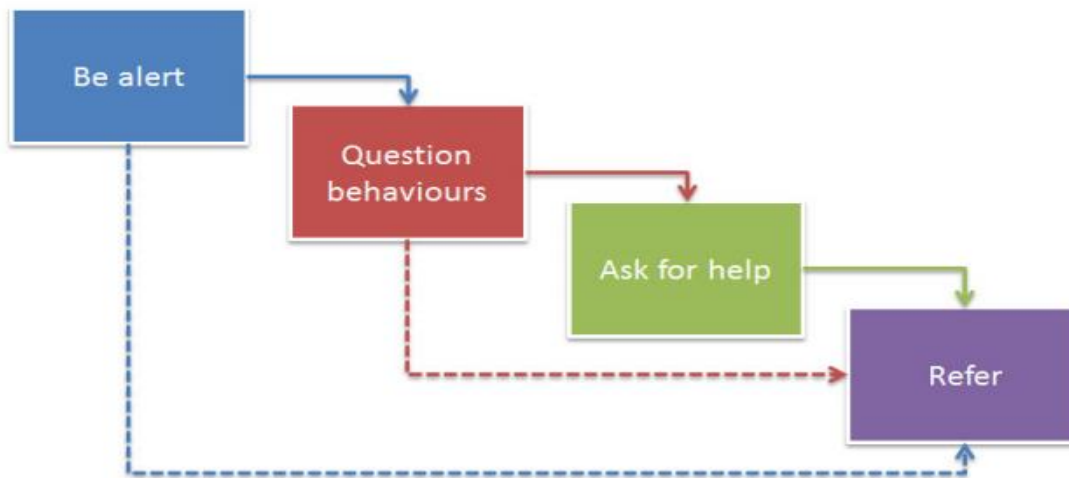 Be alert
Question
behaviours
Ask for help
Refer